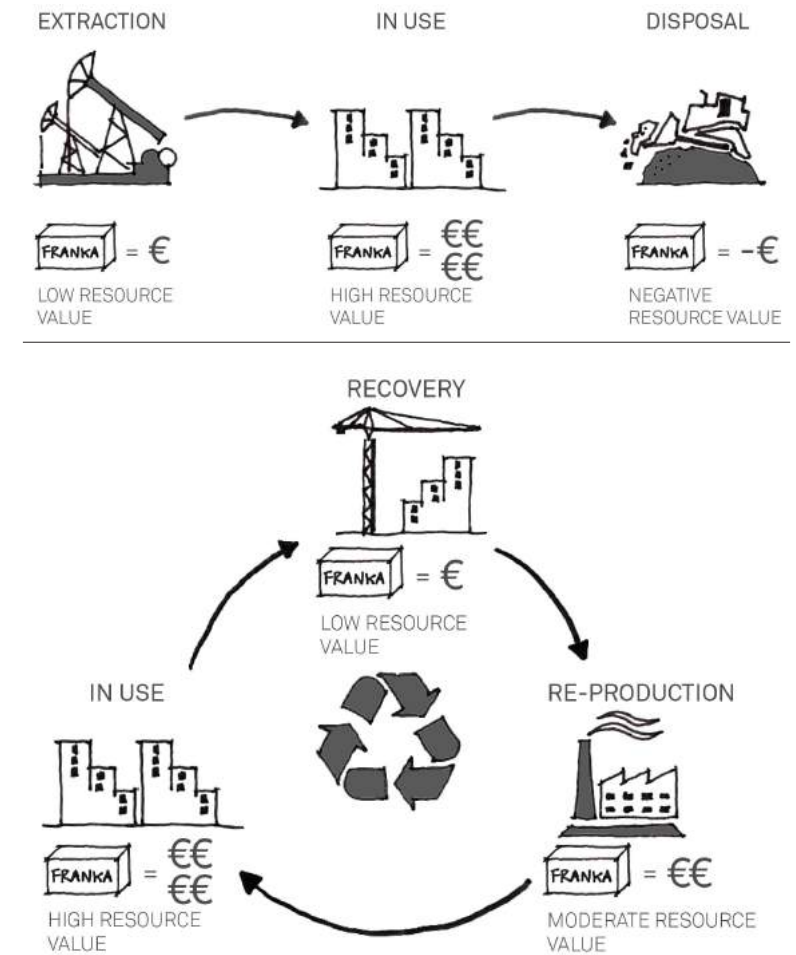 EXTRACTION
IN USE
DISPOSAL
FRANKA = €
FRANKA = €€
€€
FRANKA = -€
LOW RESOURCE
VALUE
HIGH RESOURCE
VALUE
NEGATIVE
RESOURCE VALUE
RECOVERY
FRANKA = €
LOW RESOURCE
VALUE
IN USE
FRANKA = €€
€€
HIGH RESOURCE
VALUE
RE-PRODUCTION
FRANKA = €€
MODERATE RESOURCE
VALUE